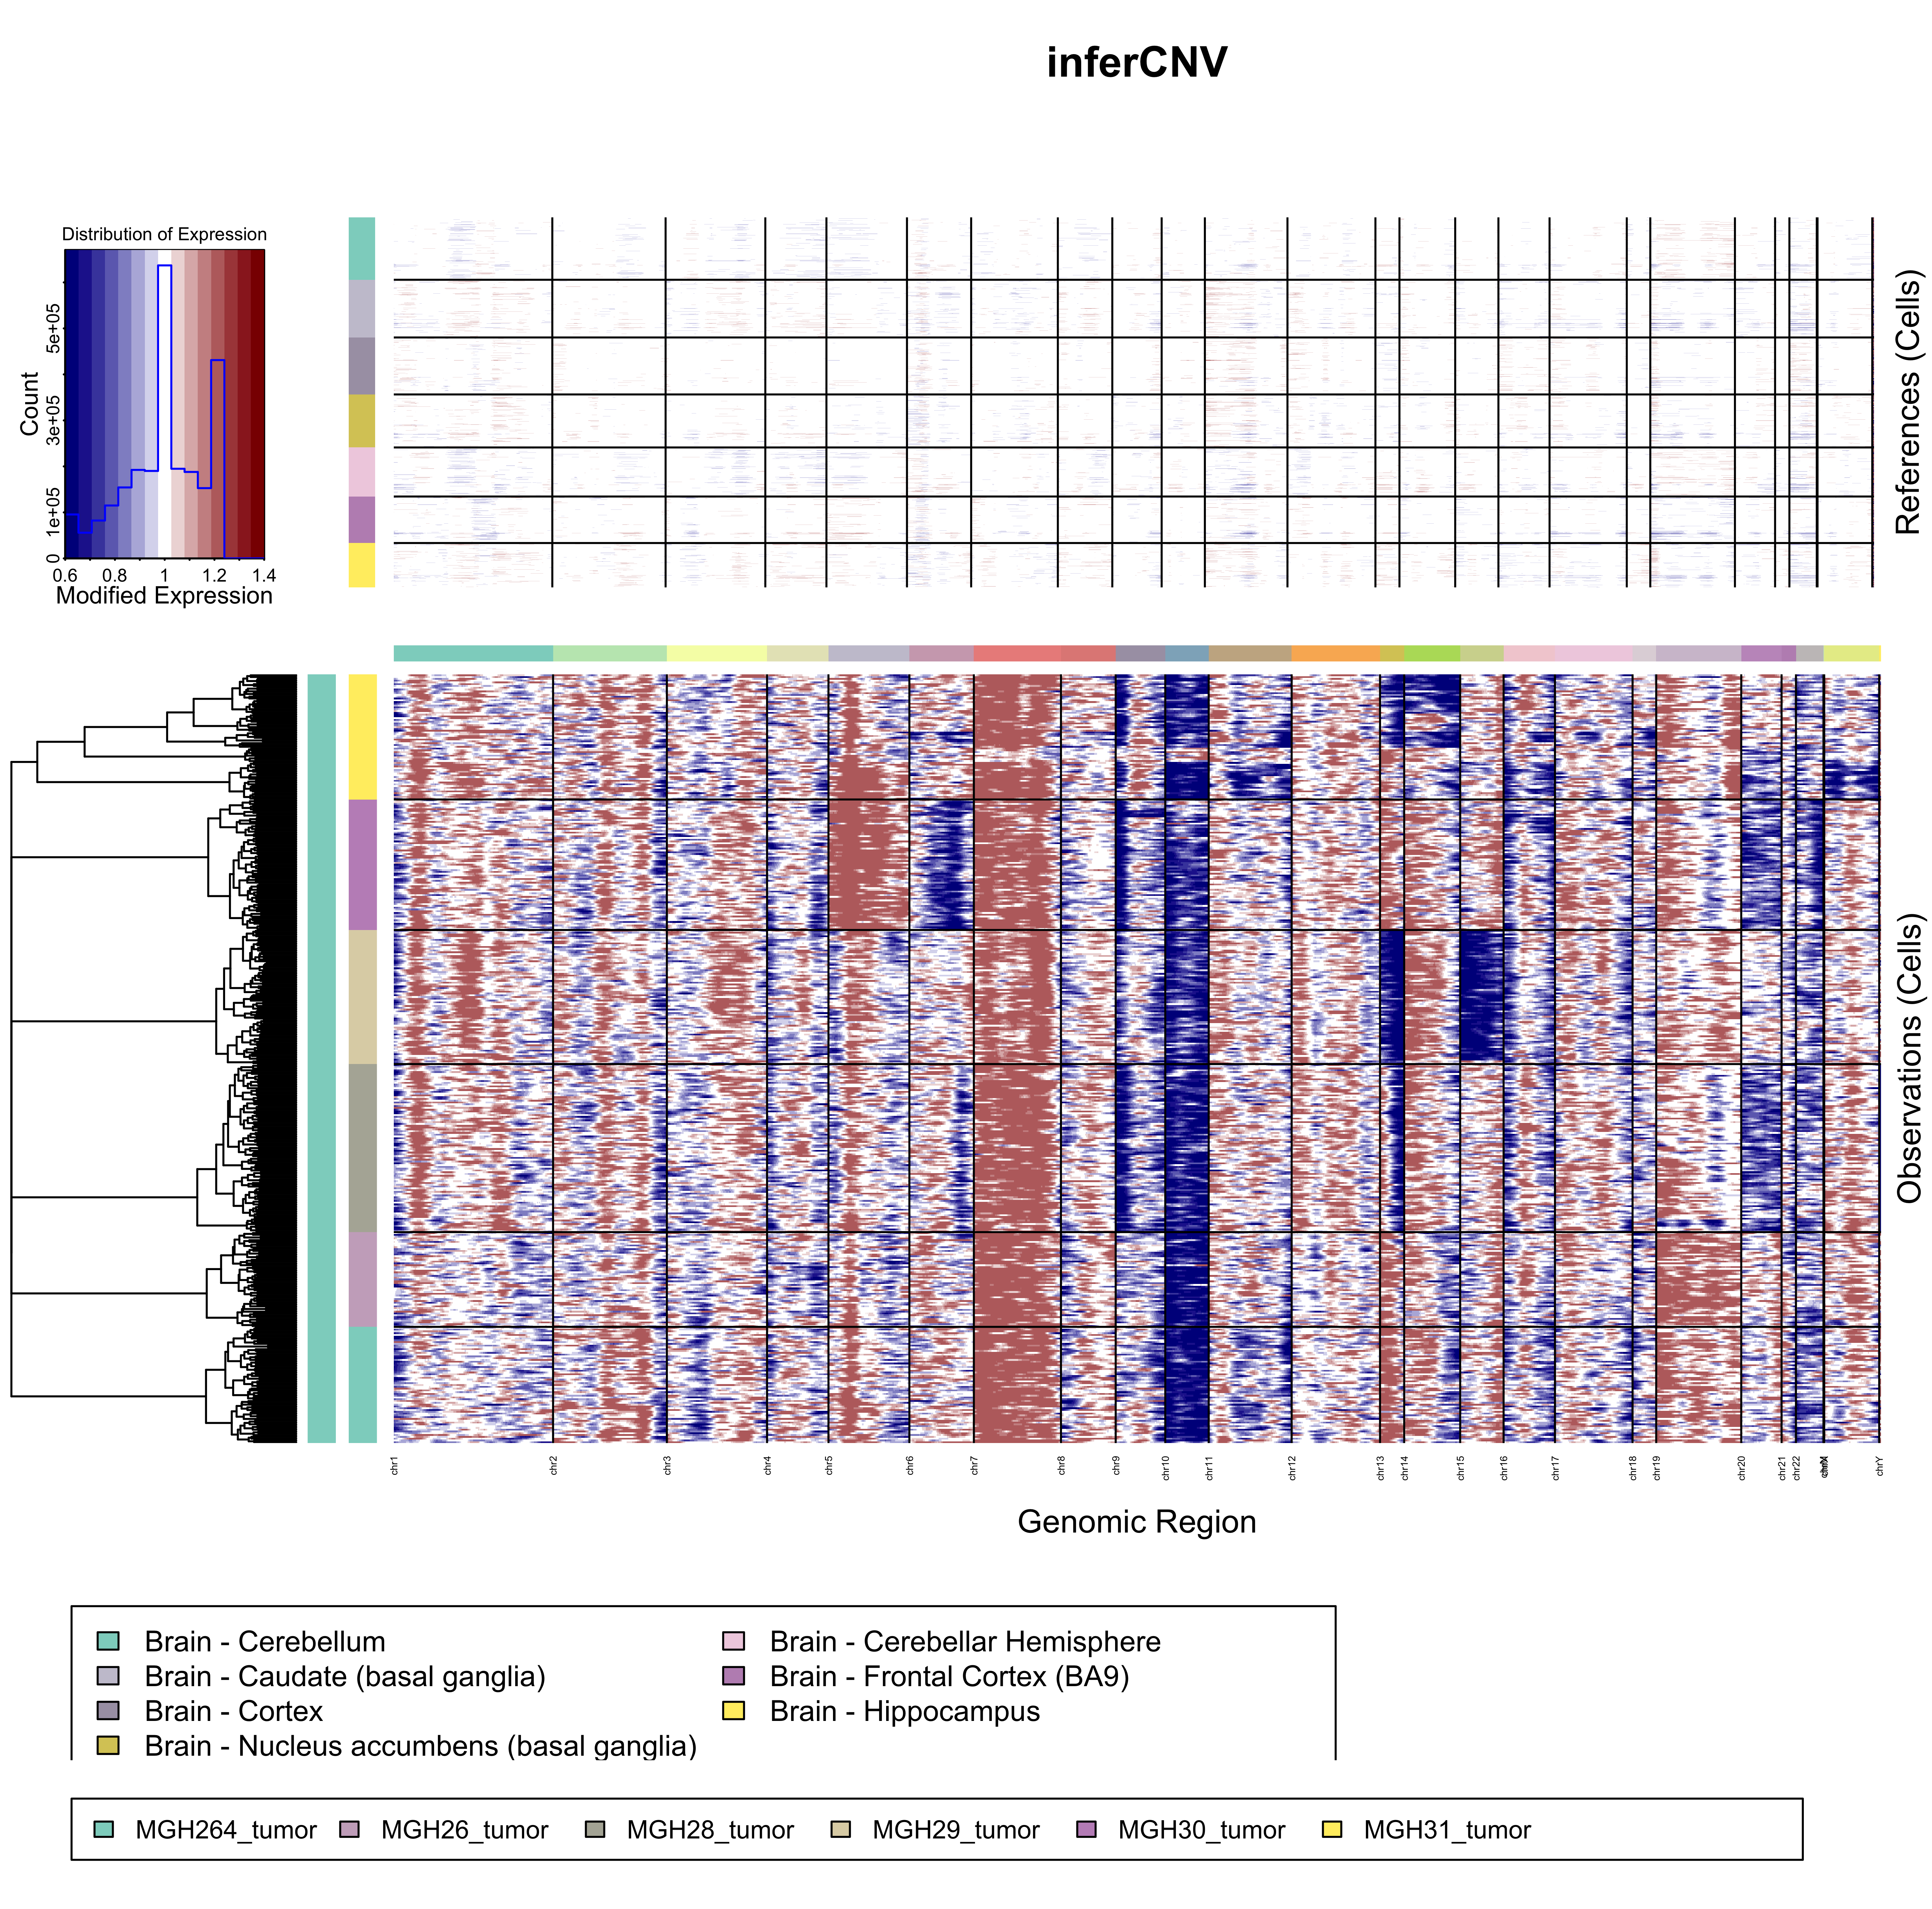 inferCNV
Distribution of Expression
Count
0 1e+05 3e+05 5e+05
0.6 0.8 1 1.2 1.4
Modified Expression
References (Cells)
Observations (Cells)
chr1 chr2 chr3 chr4 chr5 chr6 chr7 chr8 chr9 chr10 chr11 chr12 chr13 chr14 chr15 chr16 chr17 chr18 chr19 chr20 chr21 chr22 chrY
Genomic Region
Brain - Cerebellum
Brain - Caudate (basal ganglia)
Brain - Cortex
Brain - Nucleus accumbens (basal ganglia)
Brain - Cerebellar Hemisphere
Brain - Frontal Cortex (BA9)
Brain - Hippocampus
MGH264_tumor MGH26_tumor MGH28_tumor MGH29_tumor MGH30_tumor MGH31_tumor